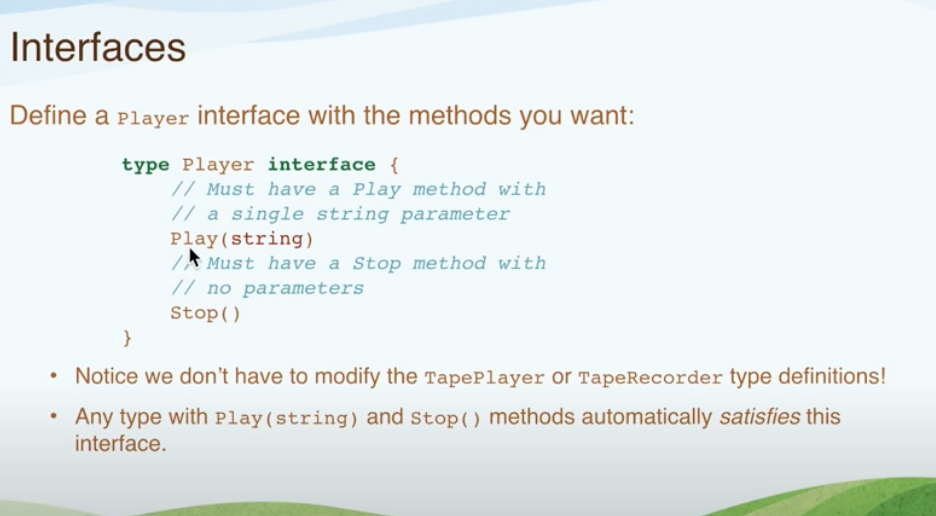 Interfaces
Define a Player interface with the methods you want:
type Player interface {
// Must have a Play method with
// a single string parameter
Play(string)
// Must have a Stop method with
// no parameters
Stop()
}
• Notice we don't have to modify the TapePlayer or TapeRecorder type definitions!
• Any type with Play(string) and Stop() methods automatically satisfies this
interface.